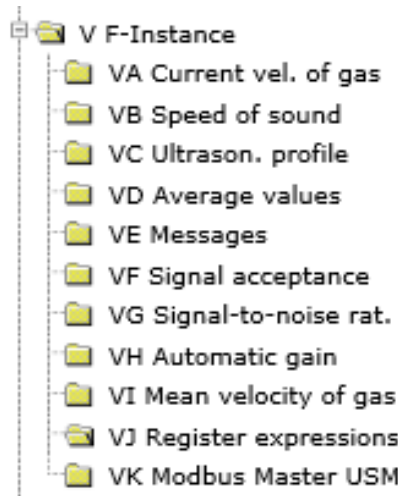 V F-Instance
VA Current vel. of gas
VB Speed of sound
VC Ultrason. profile
VD Average values
VE Messages
VF Signal acceptance
VG Signal-to-noise rat.
VH Automatic gain
VI Mean velocity of gas
VJ Register expressions
VK Modbus Master USM